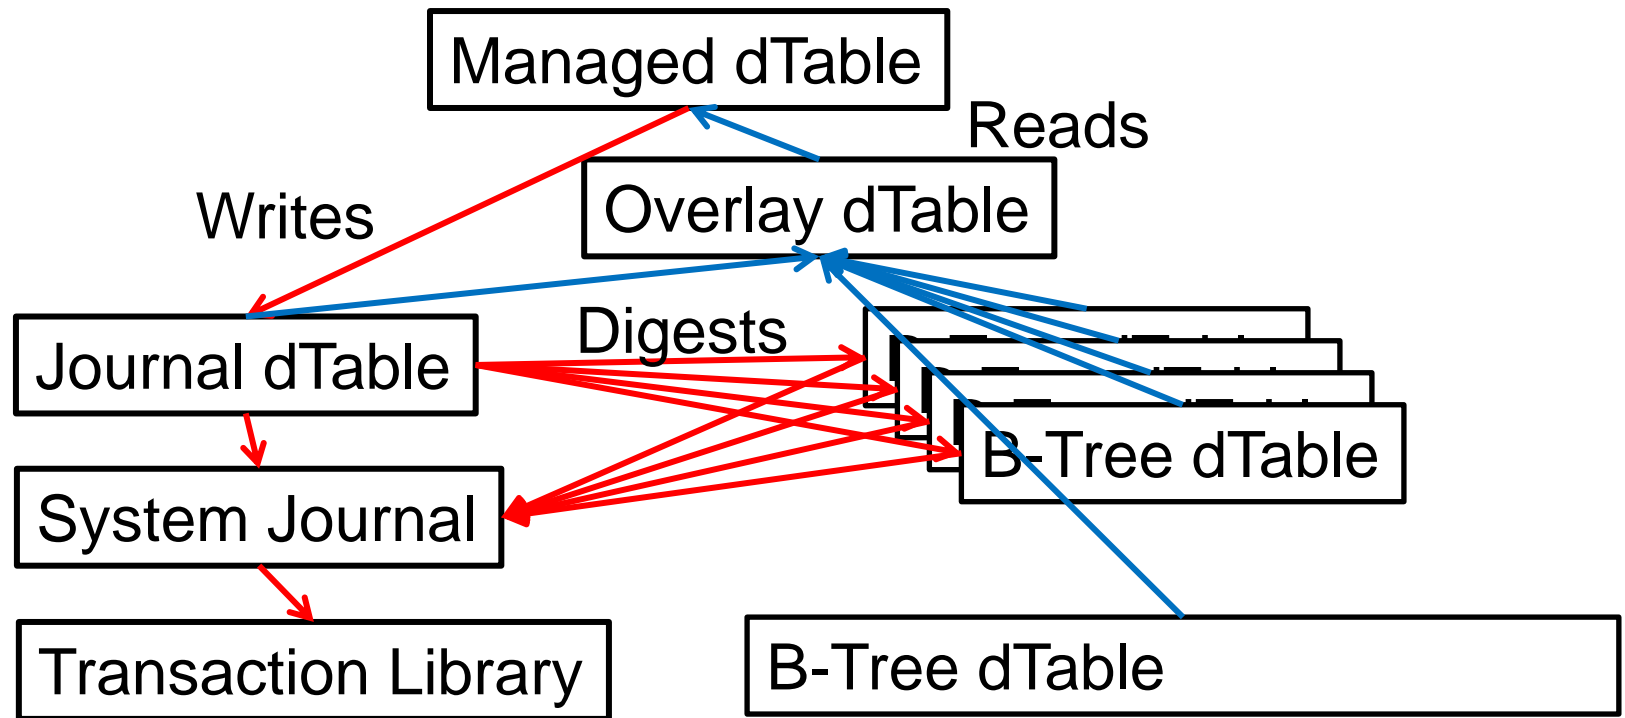 Managed dTable
Reads
Writes
Overlay dTable
Digests
Journal dTable
B-Tree dTable
System Journal
Transaction Library
B-Tree dTable